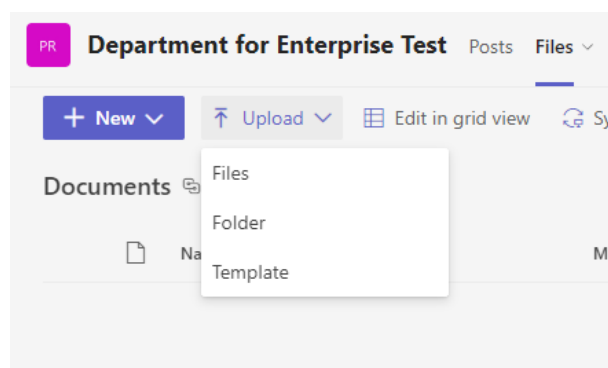 PR Department for Enterprise Test Posts Files
+ New Upload Edit in grid view
Documents
Files
Folder
Template